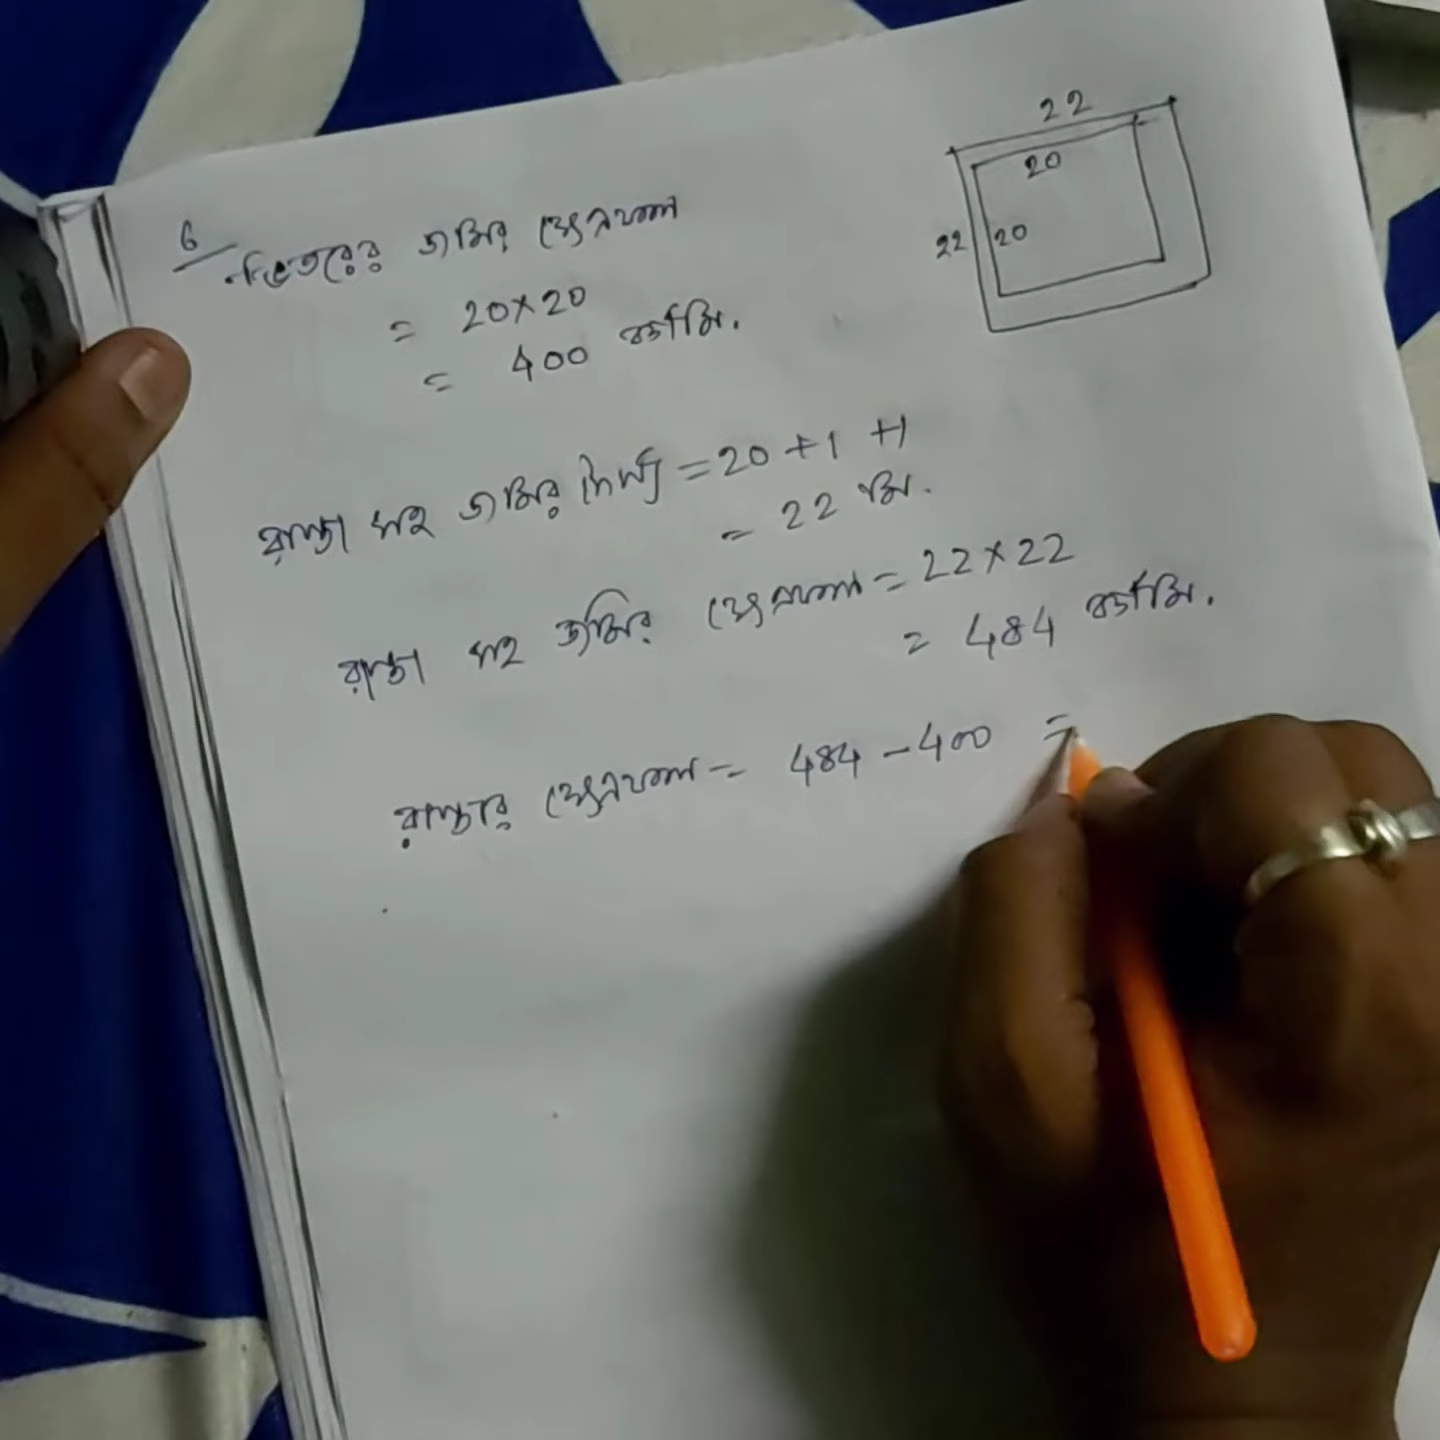 22
20
22
20
6
ভিতরের জমির ক্ষেত্রফল
= 20×20
= 400 বর্গমি.
রাস্তা সহ জমির দৈর্ঘ্য = 20 + 1 + 1
= 22 মি.
রাস্তা সহ জমির ক্ষেত্রফল = 22 × 22
= 484 বর্গমি.
রাস্তার ক্ষেত্রফল = 484 - 400 =